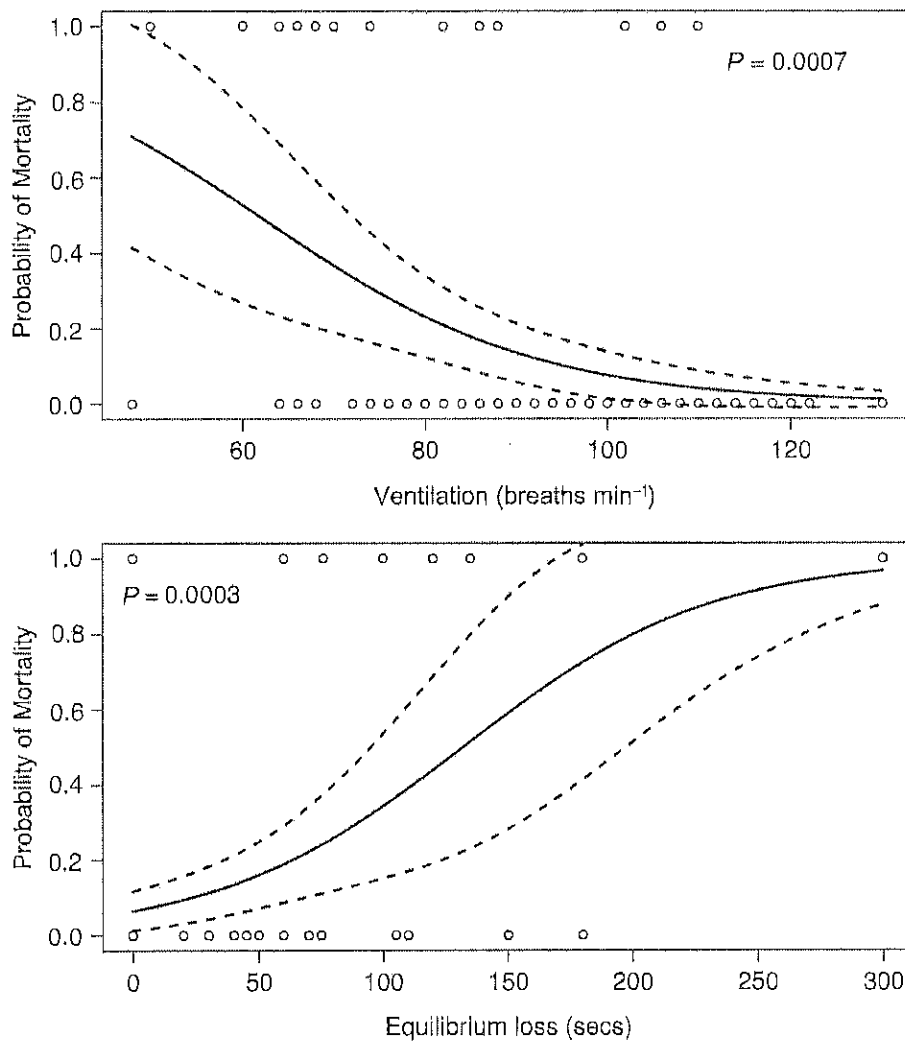 1.0
P = 0.0007
0.8
0.6
0.4
0.2
0.0
Probability of Mortality
60 80 100 120
Ventilation (breaths min⁻¹)
1.0
P = 0.0003
0.8
0.6
0.4
0.2
0.0
Probability of Mortality
0 50 100 150 200 250 300
Equilibrium loss (secs)